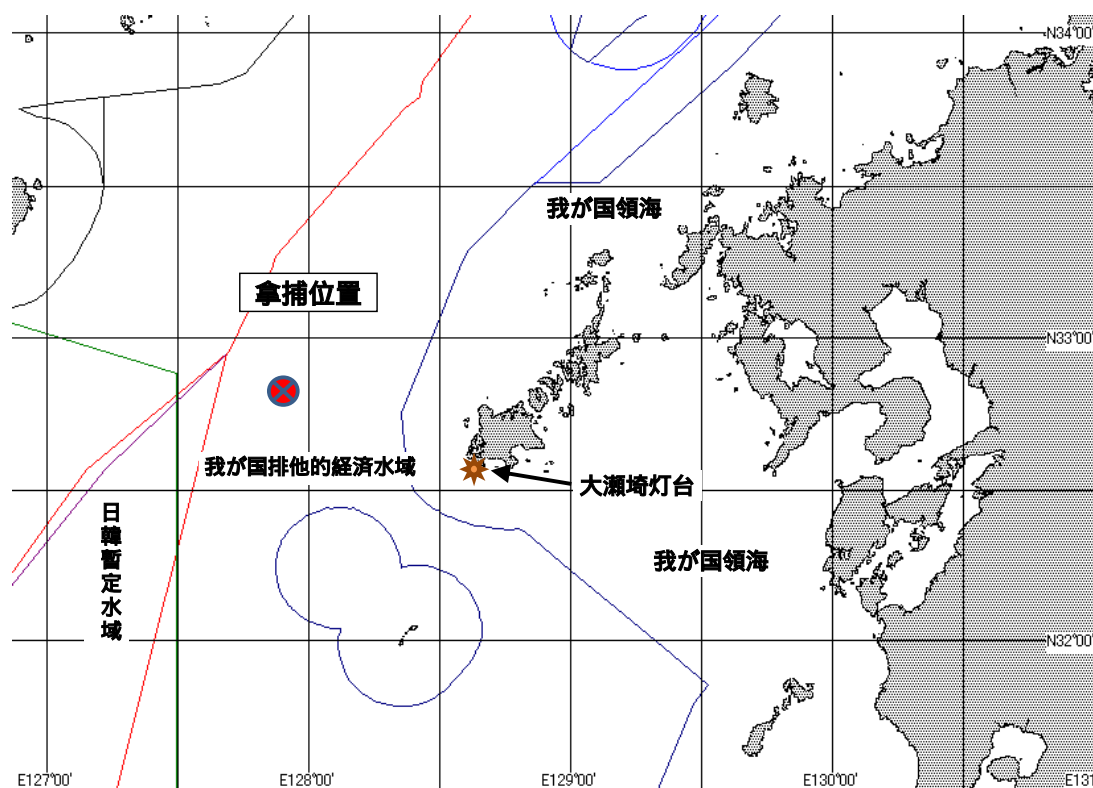 N34°00'
我が国領海
拿捕位置
N33°00'
我が国排他的経済水域
大瀬埼灯台
日韓暫定水域
我が国領海
N32°00'
E127°00'
E128°00'
E129°00'
E130°00'